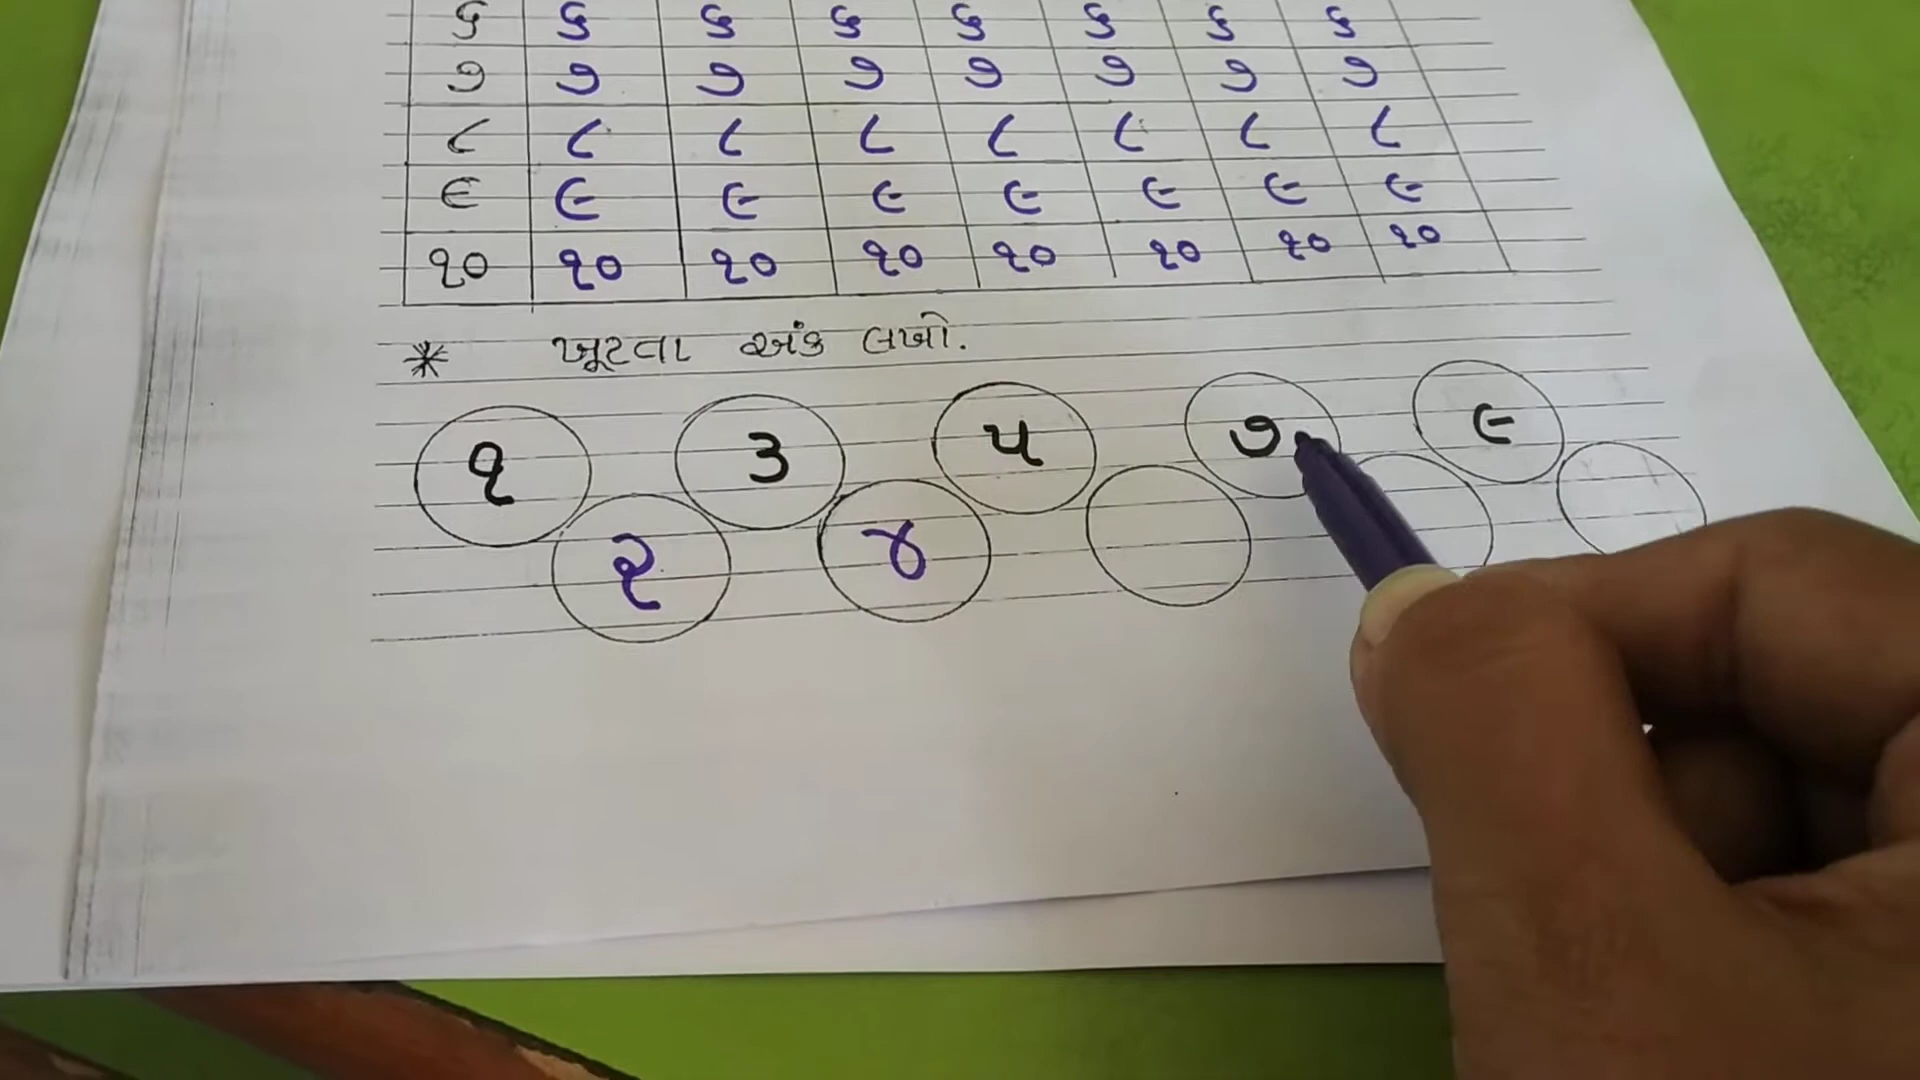 ૬ ૬ ૬ ૬ ૬ ૬ ૬ ૬
૭ ૭ ૭ ૭ ૭ ૭ ૭ ૭
૮ ૮ ૮ ૮ ૮ ૮ ૮ ૮
૯ ૯ ૯ ૯ ૯ ૯ ૯ ૯
૧૦ ૧૦ ૧૦ ૧૦ ૧૦ ૧૦ ૧૦ ૧૦
* ખૂટતા અંક લખો.
૧ ૩ ૫ ૭ ૯
૨ ૪